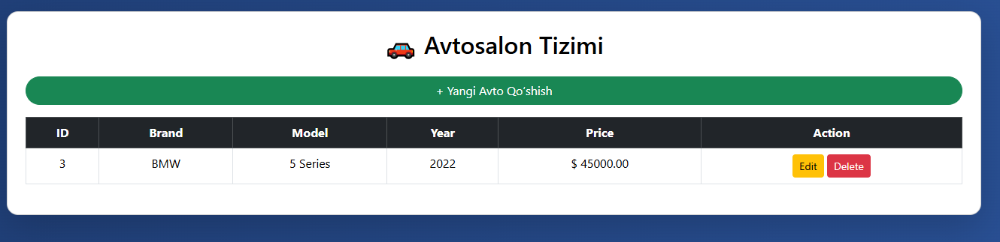 Avtosalon Tizimi
+ Yangi Avto Qo‘shish
ID Brand Model Year Price Action
3 BMW 5 Series 2022 $ 45000.00 Edit Delete